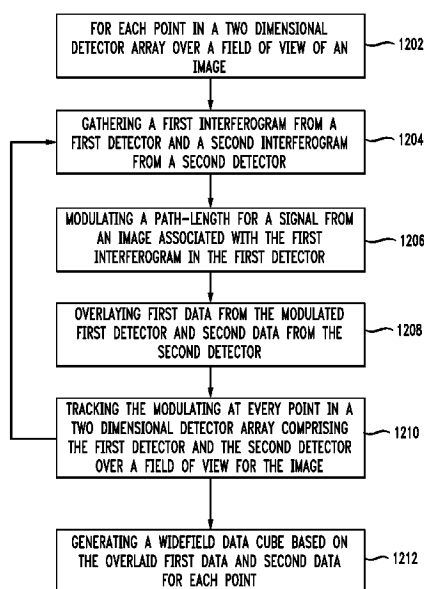 FOR EACH POINT IN A TWO DIMENSIONAL
DETECTOR ARRAY OVER A FIELD OF VIEW OF AN
IMAGE
1202
GATHERING A FIRST INTERFEROGRAM FROM A
FIRST DETECTOR AND A SECOND INTERFEROGRAM
FROM A SECOND DETECTOR
1204
MODULATING A PATH-LENGTH FOR A SIGNAL FROM
AN IMAGE ASSOCIATED WITH THE FIRST
INTERFEROGRAM IN THE FIRST DETECTOR
1206
OVERLAYING FIRST DATA FROM THE MODULATED
FIRST DETECTOR AND SECOND DATA FROM THE
SECOND DETECTOR
1208
TRACKING THE MODULATING AT EVERY POINT IN A
TWO DIMENSIONAL DETECTOR ARRAY COMPRISING
THE FIRST DETECTOR AND THE SECOND DETECTOR
OVER A FIELD OF VIEW FOR THE IMAGE
1210
GENERATING A WIDEFIELD DATA CUBE BASED ON
THE OVERLAID FIRST DATA AND SECOND DATA
FOR EACH POINT
1212